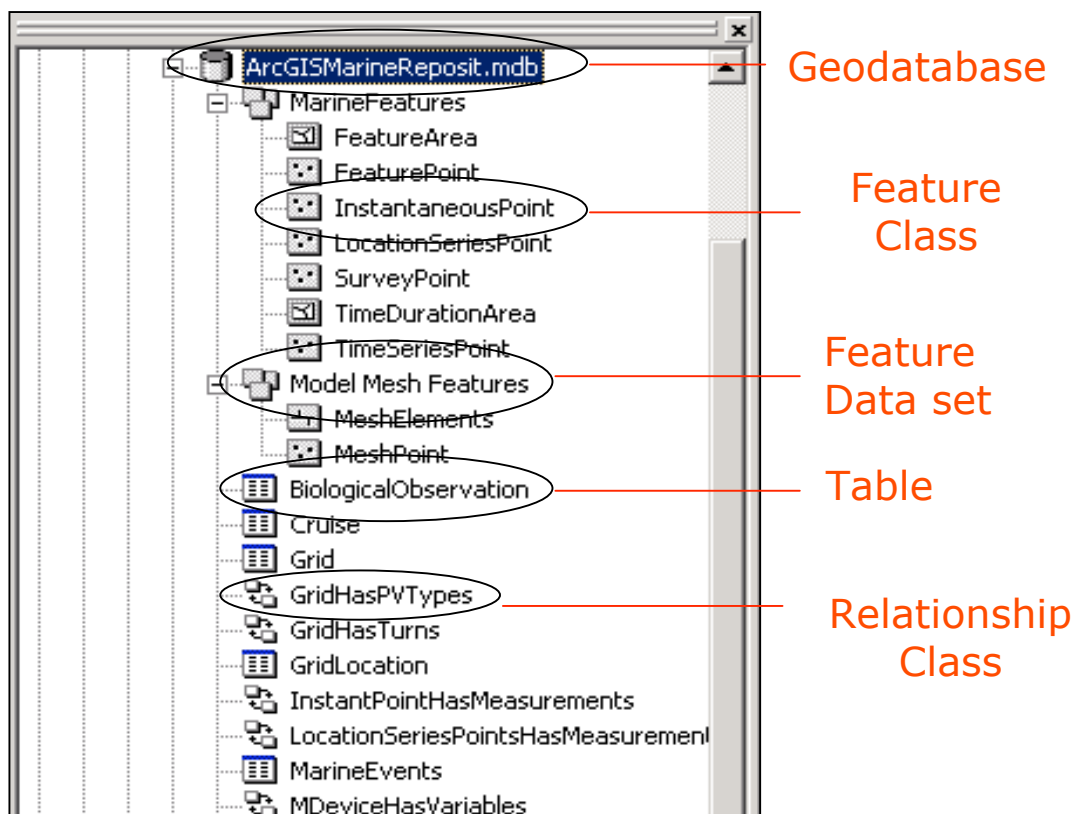 ArcGISMarineReposit.mdb
Geodatabase
MarineFeatures
FeatureArea
FeaturePoint
InstantaneousPoint
Feature
Class
LocationSeriesPoint
SurveyPoint
TimeDurationArea
TimeSeriesPoint
Feature
Data set
Model Mesh Features
MeshElements
MeshPoint
BiologicalObservation
Table
Cruise
Grid
GridHasPVTypes
Relationship
Class
GridHasTurns
GridLocation
InstantPointHasMeasurements
LocationSeriesPointsHasMeasurement
MarineEvents
MDeviceHasVariables